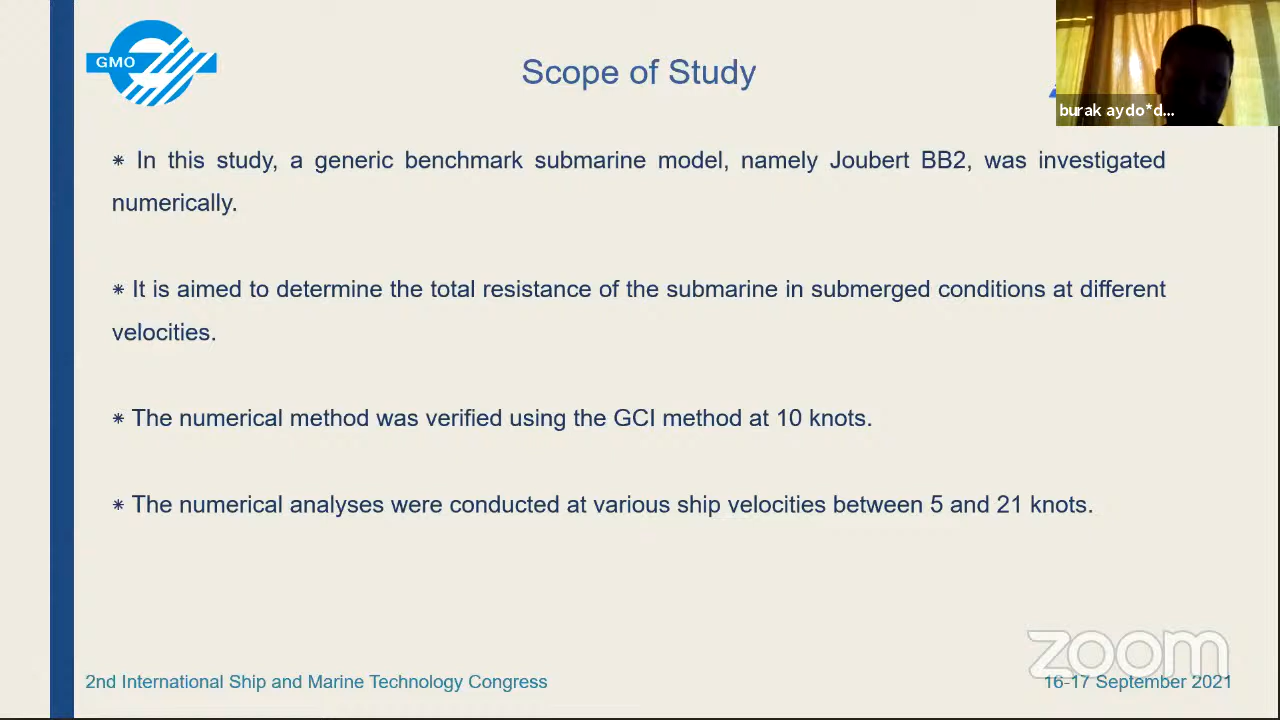 GMO
Scope of Study
burak aydo*d...
* In this study, a generic benchmark submarine model, namely Joubert BB2, was investigated
numerically.
* It is aimed to determine the total resistance of the submarine in submerged conditions at different
velocities.
* The numerical method was verified using the GCI method at 10 knots.
* The numerical analyses were conducted at various ship velocities between 5 and 21 knots.
zoom
2nd International Ship and Marine Technology Congress
16-17 September 2021